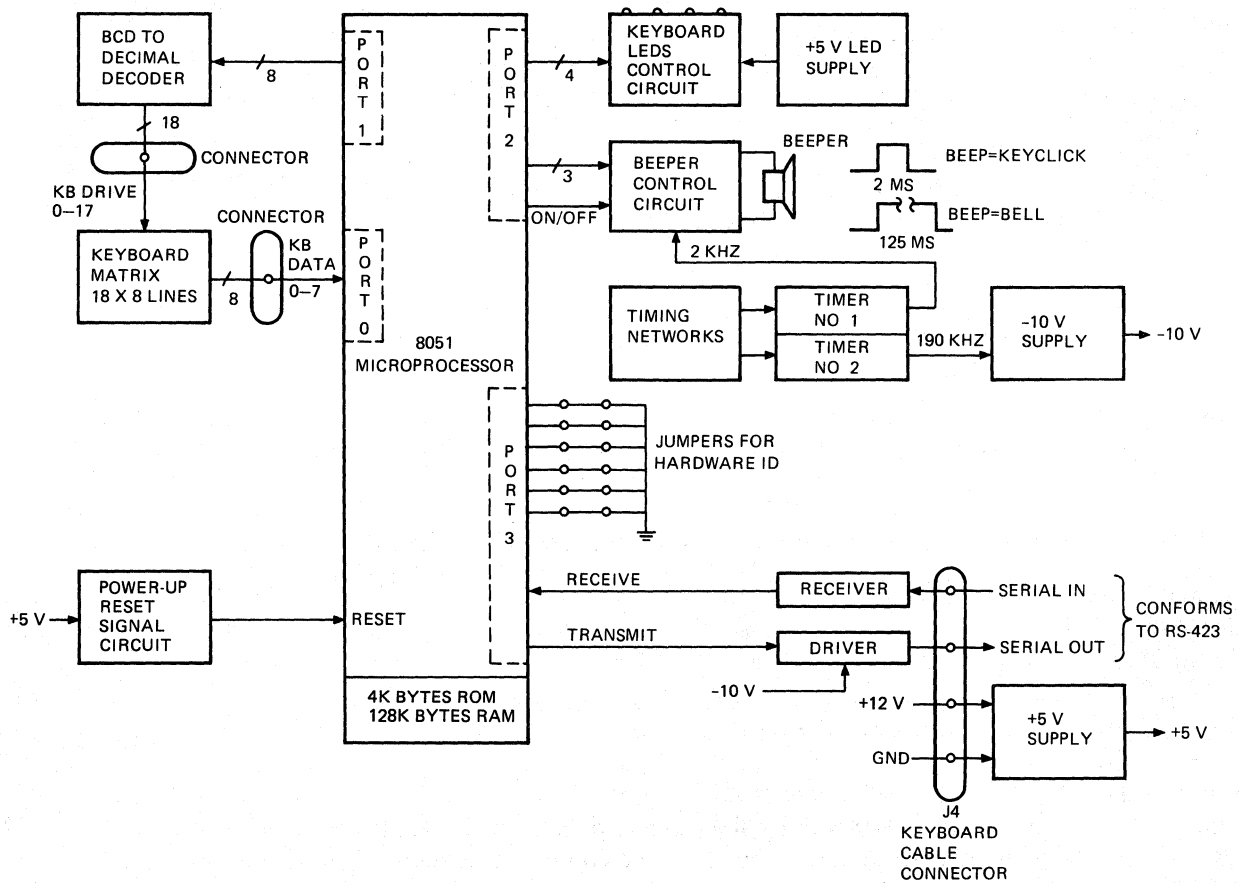 BCD TO
DECIMAL
DECODER
8
18
CONNECTOR
KB DRIVE
0–17
KEYBOARD
MATRIX
18 X 8 LINES
8
CONNECTOR
KB
DATA
0–7
PORT 1
PORT 0
8051
MICROPROCESSOR
PORT 2
4
KEYBOARD
LEDS
CONTROL
CIRCUIT
+5 V LED
SUPPLY
3
ON/OFF
BEEPER
CONTROL
CIRCUIT
BEEPER
BEEP=KEYCLICK
2 MS
BEEP=BELL
125 MS
2 KHZ
TIMING
NETWORKS
TIMER
NO 1
TIMER
NO 2
190 KHZ
–10 V
SUPPLY
–10 V
PORT 3
JUMPERS FOR
HARDWARE ID
+5 V
POWER-UP
RESET
SIGNAL
CIRCUIT
RESET
RECEIVE
RECEIVER
SERIAL IN
TRANSMIT
DRIVER
SERIAL OUT
CONFORMS
TO RS-423
–10 V
4K BYTES ROM
128K BYTES RAM
+12 V
GND
+5 V
SUPPLY
+5 V
J4
KEYBOARD
CABLE
CONNECTOR